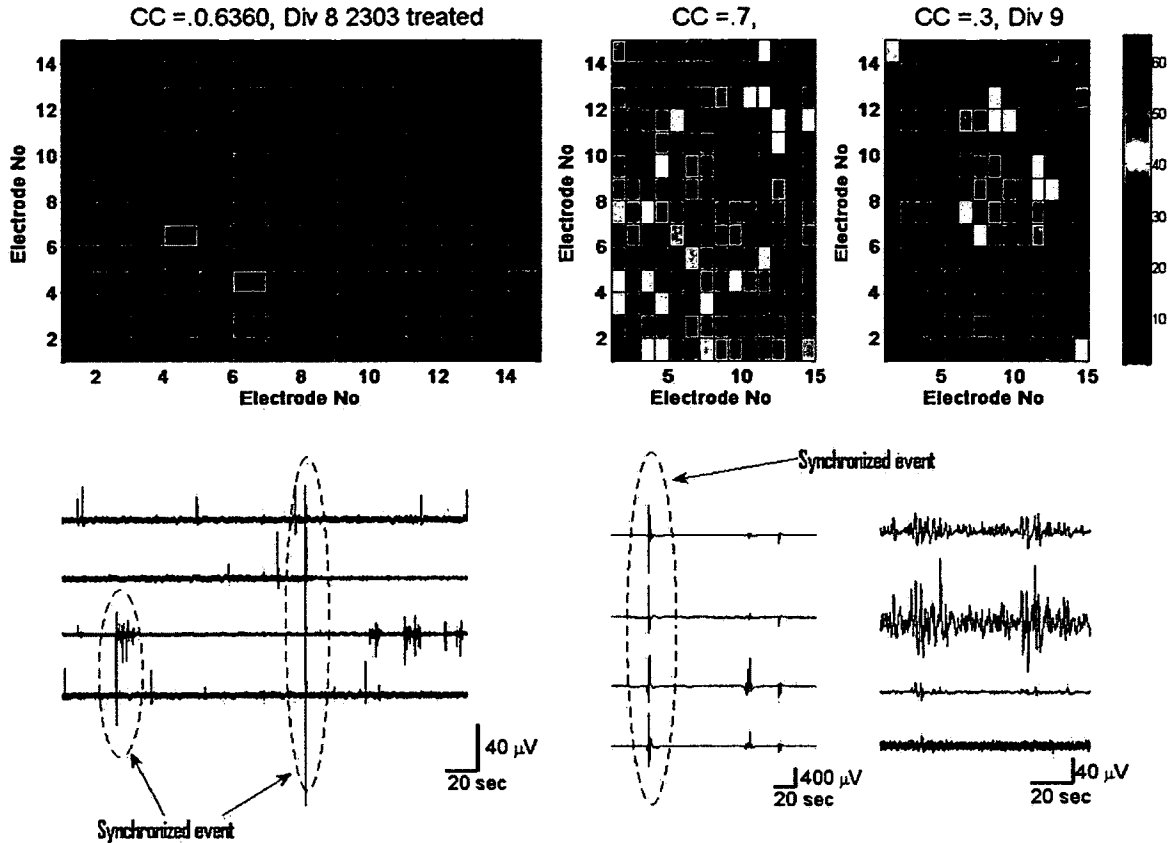 CC =.0.6360, Div 8 2303 treated
CC =.7,
CC =.3, Div 9
14
12
10
8
6
4
2
Electrode No
2 4 6 8 10 12 14
Electrode No
14
12
10
8
6
4
2
Electrode No
5 10 15
Electrode No
14
12
10
8
6
4
2
Electrode No
5 10 15
Electrode No
60
50
40
30
20
10
Synchronized event
40 µV
20 sec
Synchronized event
400 µV
20 sec
40 µV
20 sec